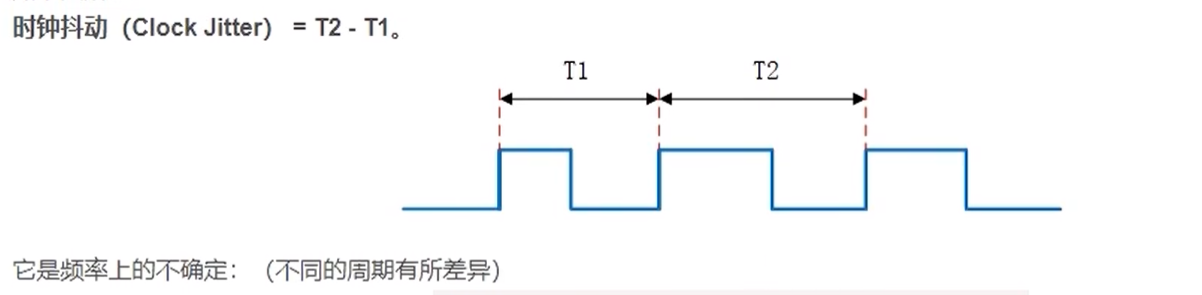 时钟抖动（Clock Jitter） = T2 - T1。
T1 T2
它是频率上的不确定： （不同的周期有所差异）